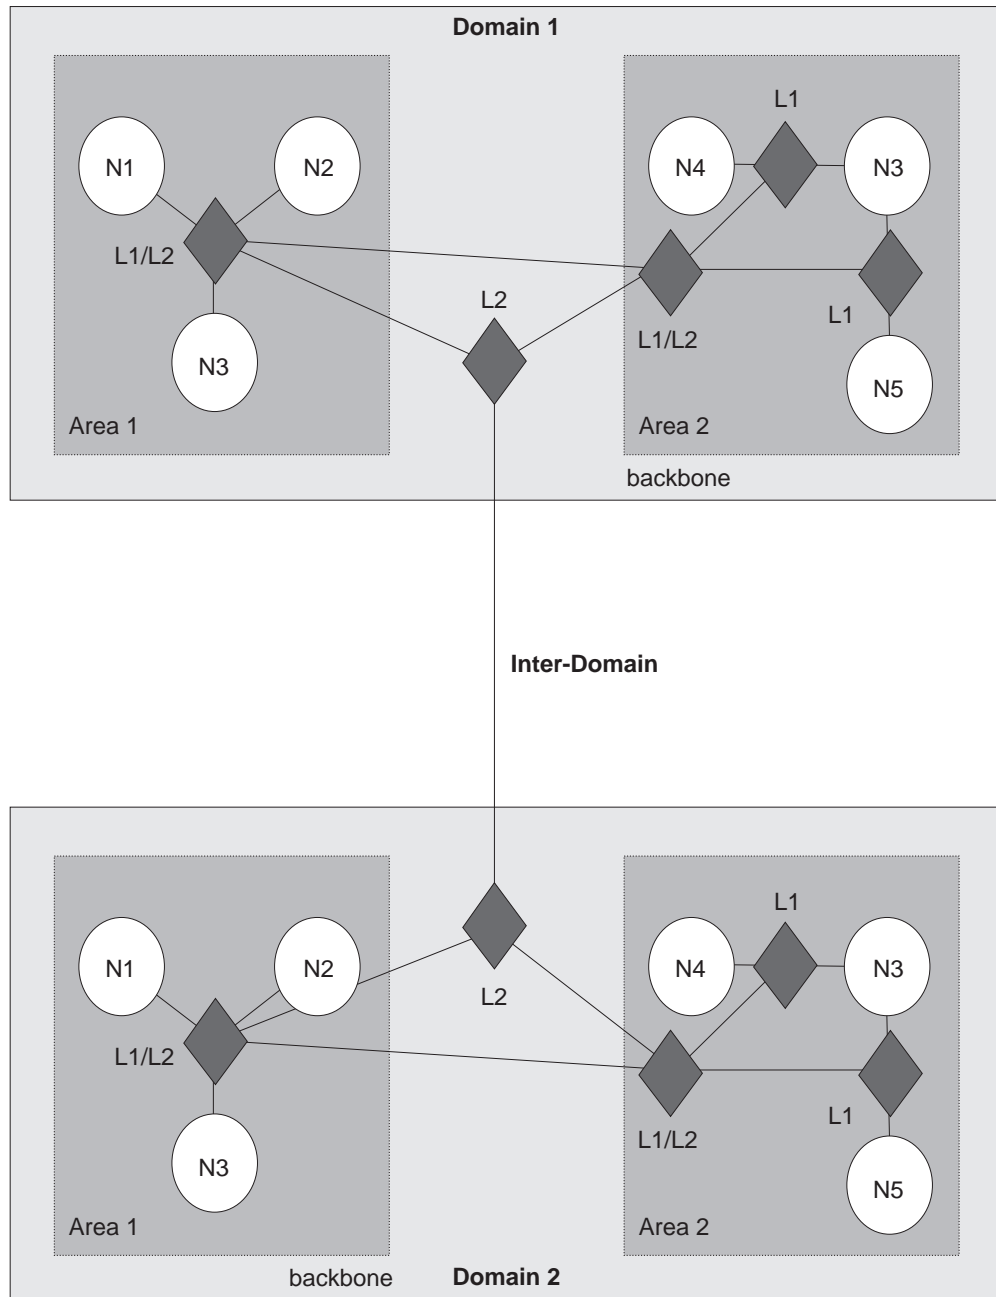 Domain 1
L1
N1
N2
N4
N3
L1/L2
L2
L1
L1/L2
N3
N5
Area 1
Area 2
backbone
Inter-Domain
L1
N1
N2
N4
N3
L2
L1/L2
L1
L1/L2
N3
N5
Area 1
Area 2
backbone
Domain 2